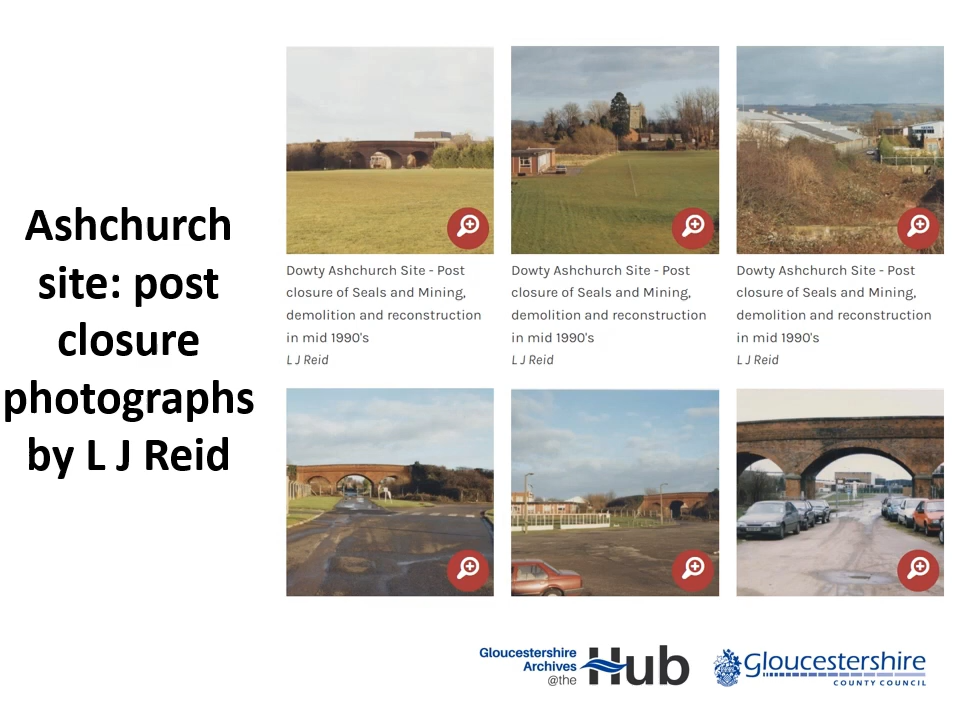 Ashchurch
site: post
closure
photographs
by L J Reid
Dowty Ashchurch Site - Post
closure of Seals and Mining,
demolition and reconstruction
in mid 1990's
L J Reid
Dowty Ashchurch Site - Post
closure of Seals and Mining,
demolition and reconstruction
in mid 1990's
L J Reid
Dowty Ashchurch Site - Post
closure of Seals and Mining,
demolition and reconstruction
in mid 1990's
L J Reid
Gloucestershire
Archives
@the
Hub
Gloucestershire
COUNTY COUNCIL